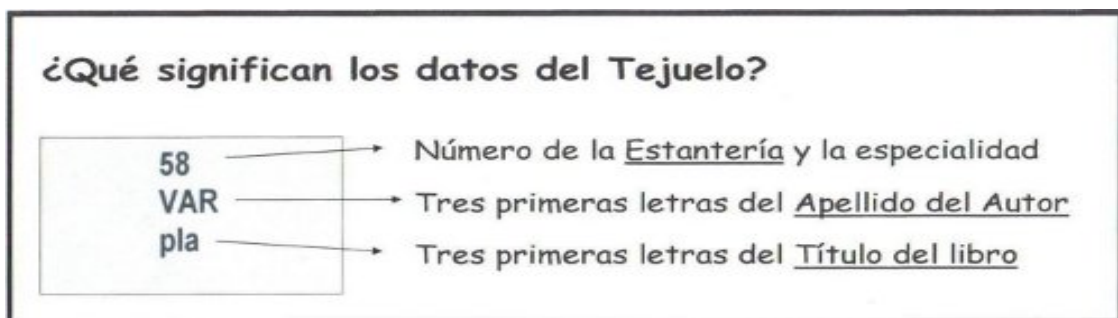 ¿Qué significan los datos del Tejuelo?
58 Número de la Estantería y la especialidad
VAR Tres primeras letras del Apellido del Autor
pla Tres primeras letras del Título del libro